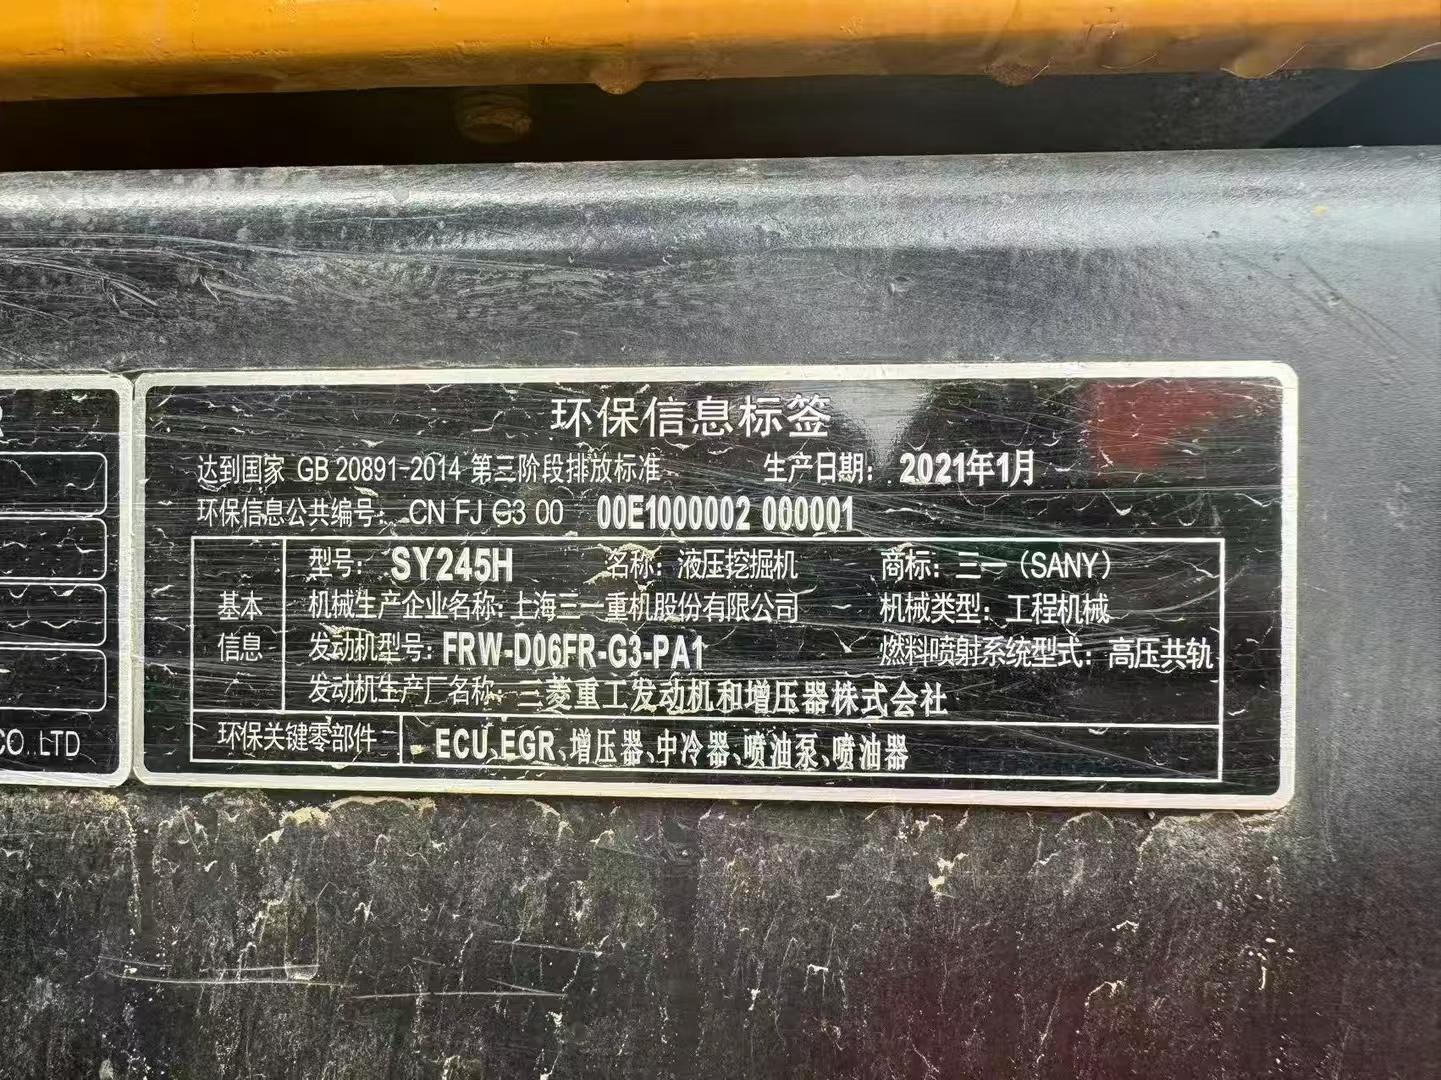 环保信息标签
达到国家 GB 20891-2014 第三阶段排放标准 生产日期: 2021年1月
环保信息公共编号: CN FJ G3 00 00E1000002 000001
基本信息
型号: SY245H 名称: 液压挖掘机 商标: 三一(SANY)
机械生产企业名称: 上海三一重机股份有限公司 机械类型: 工程机械
发动机型号: FRW-D06FR-G3-PA1 燃料喷射系统型式: 高压共轨
发动机生产厂名称: 三菱重工发动机和增压器株式会社
环保关键零部件 ECU、EGR、增压器、中冷器、喷油泵、喷油器
CO.,LTD